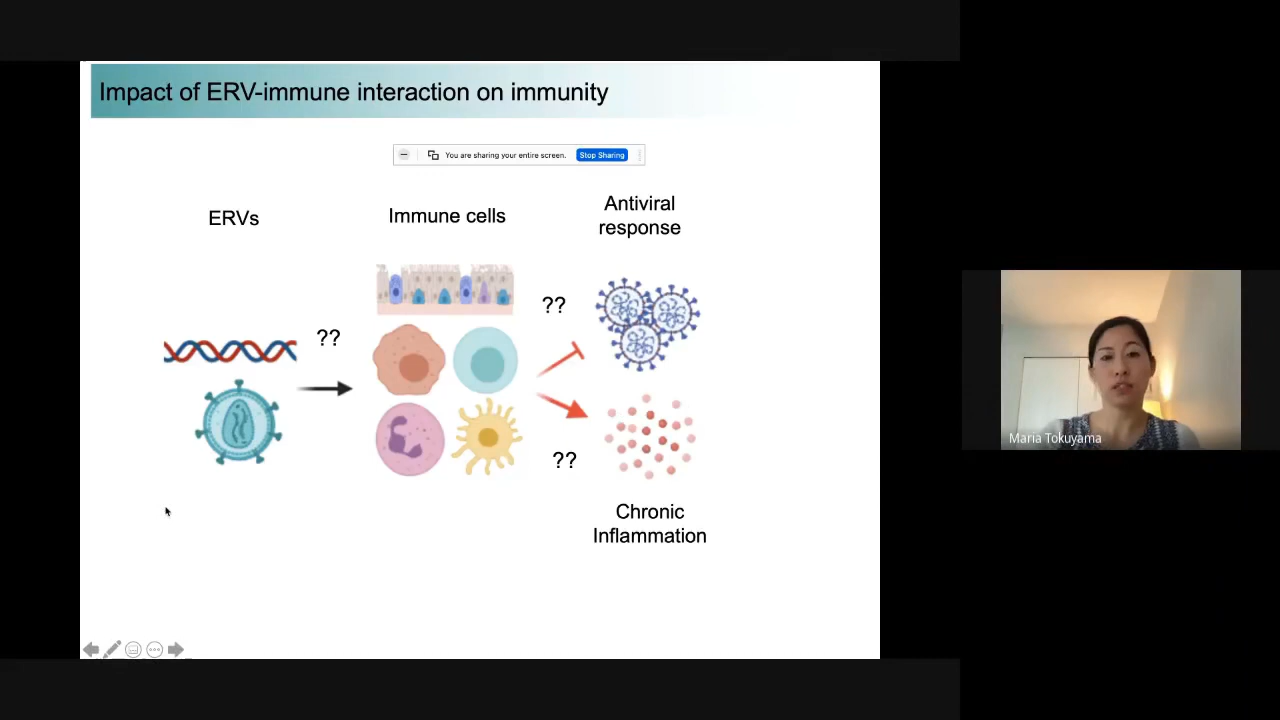 Impact of ERV-immune interaction on immunity
You are sharing your entire screen. Stop Sharing
ERVs
Immune cells
Antiviral
response
??
??
??
Chronic
Inflammation
Maria Tokuyama